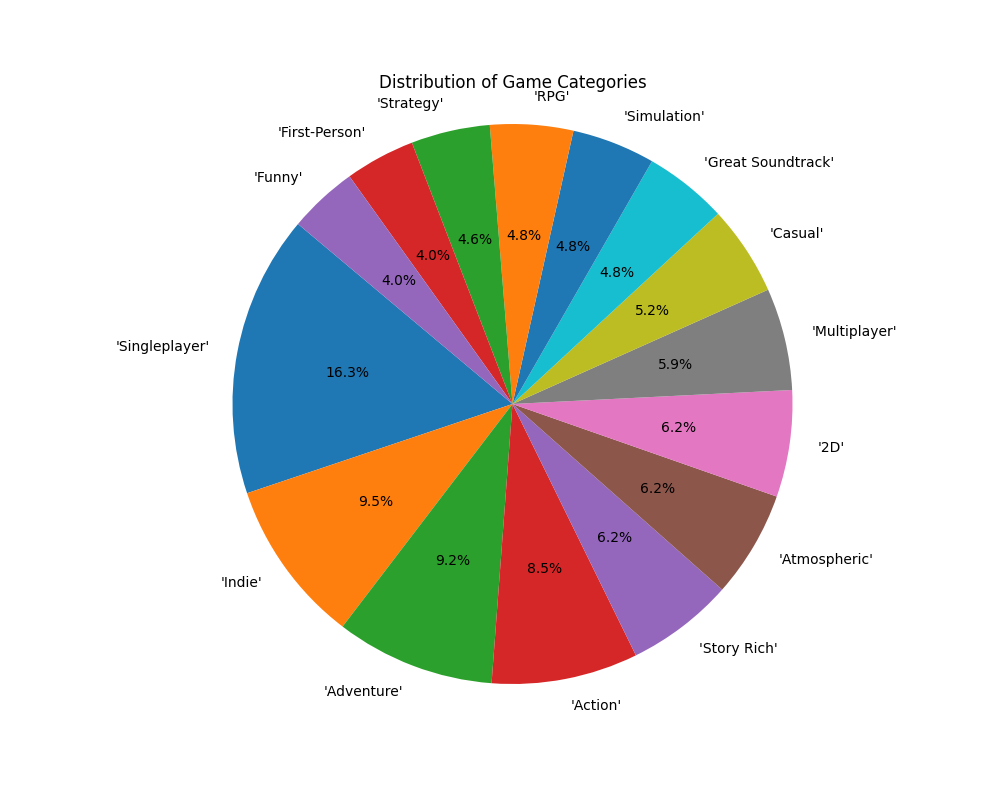 Distribution of Game Categories
'RPG'
'Strategy'
'Simulation'
'First-Person'
'Great Soundtrack'
'Funny'
'Casual'
4.8%
4.6%
4.8%
4.0%
4.8%
4.0%
5.2%
'Multiplayer'
'Singleplayer'
5.9%
16.3%
6.2%
'2D'
6.2%
9.5%
6.2%
'Atmospheric'
9.2%
8.5%
'Indie'
'Story Rich'
'Adventure'
'Action'